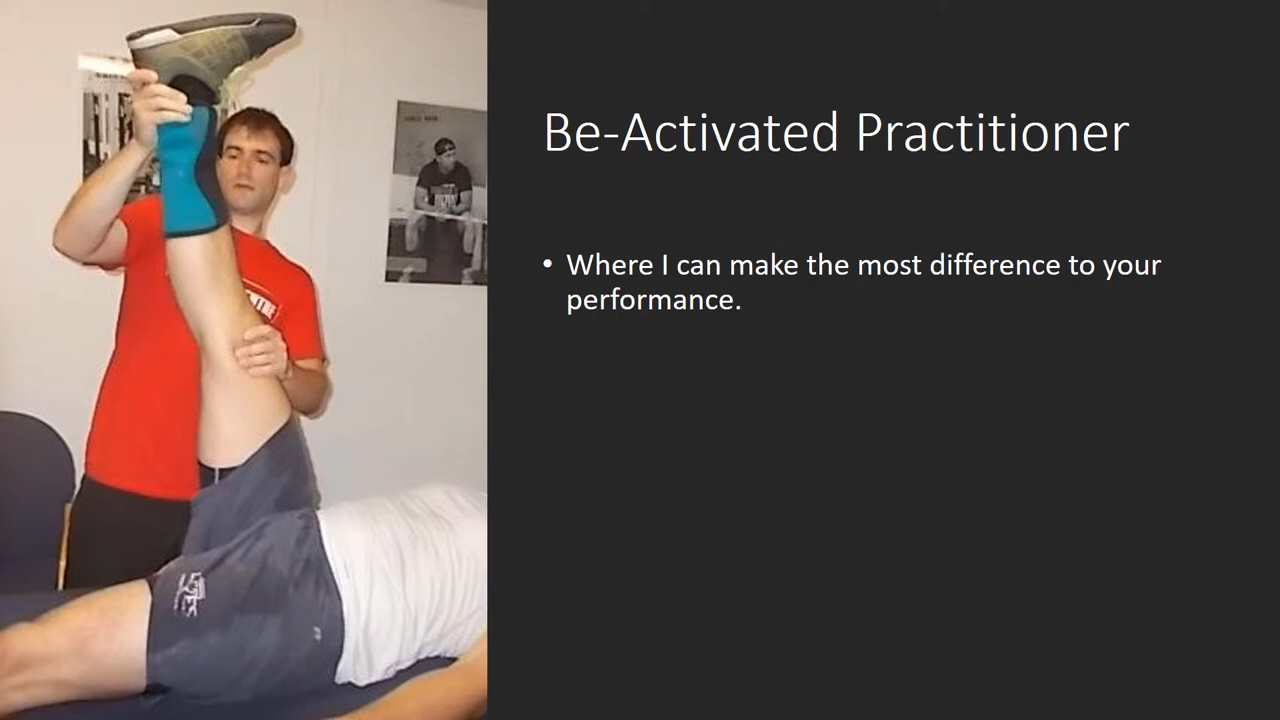 Be-Activated Practitioner
• Where I can make the most difference to your
performance.